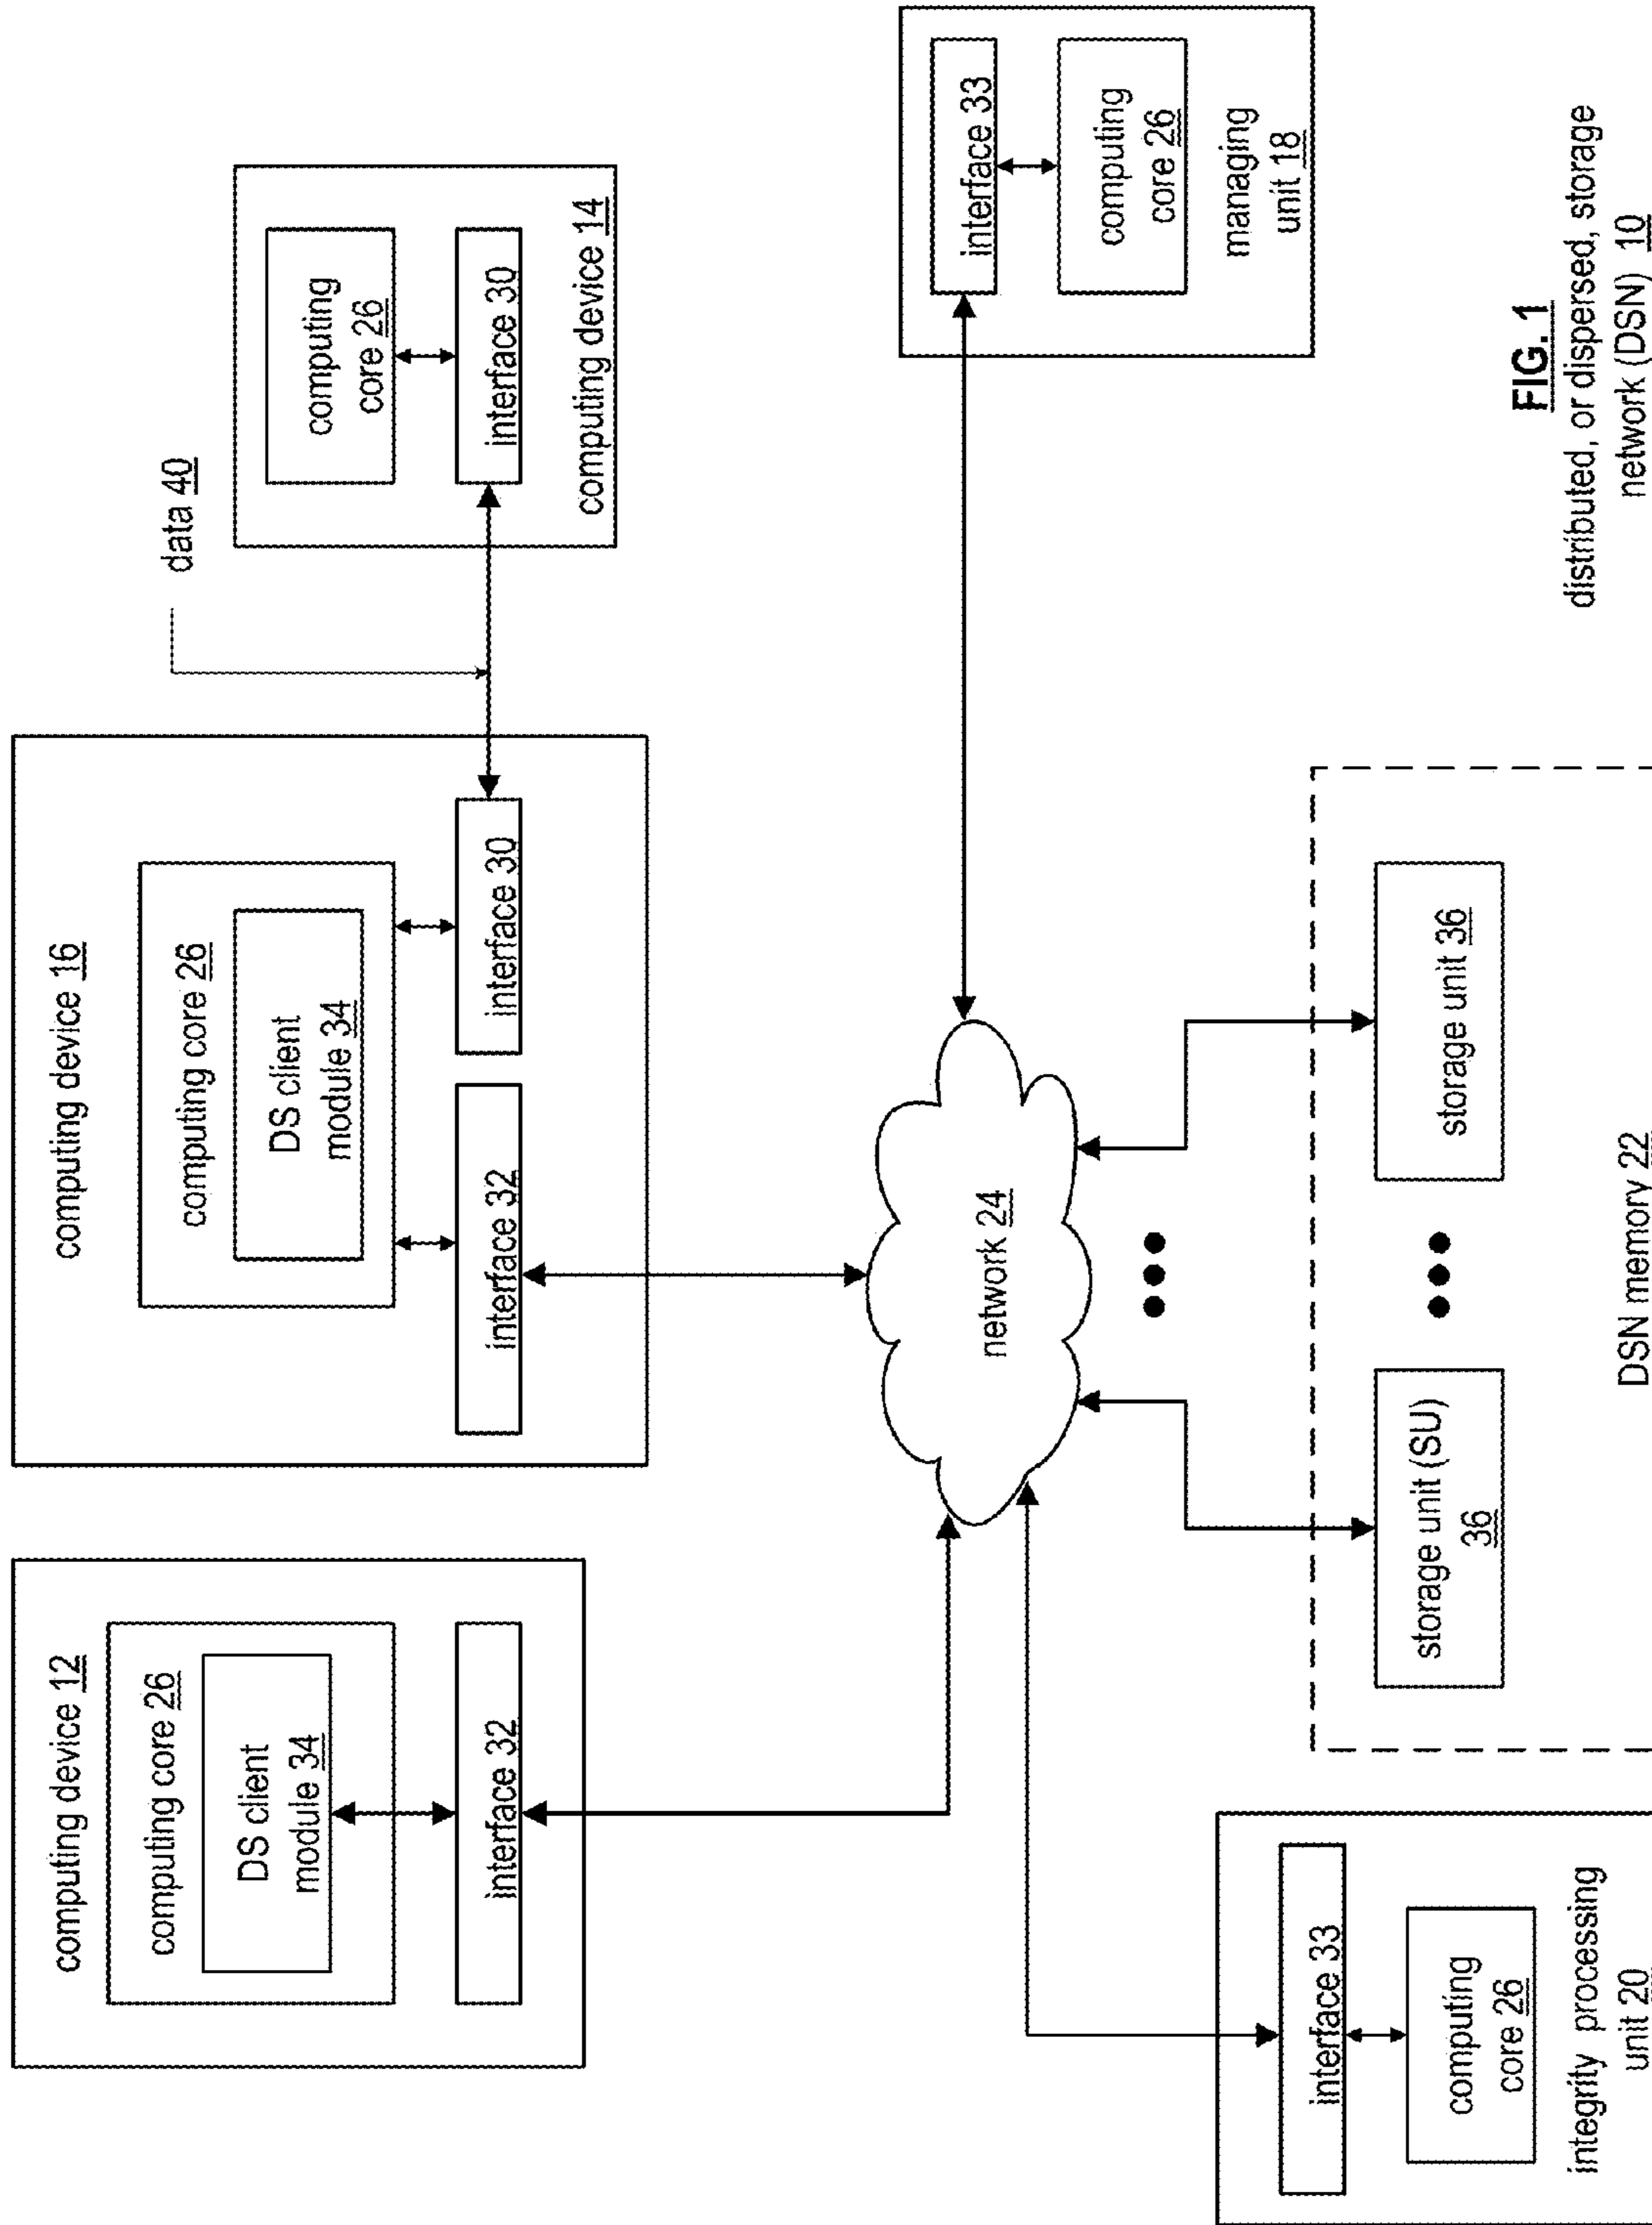 computing device 12
computing core 26
DS client
module 34
interface 32
computing device 16
computing core 26
DS client
module 34
interface 32
interface 30
data 40
computing
core 26
interface 30
computing device 14
network 24
interface 33
computing
core 26
managing
unit 18
interface 33
computing
core 26
integrity processing
unit 20
storage unit (SU)
36
storage unit 36
DSN memory 22
FIG. 1
distributed, or dispersed, storage
network (DSN) 10